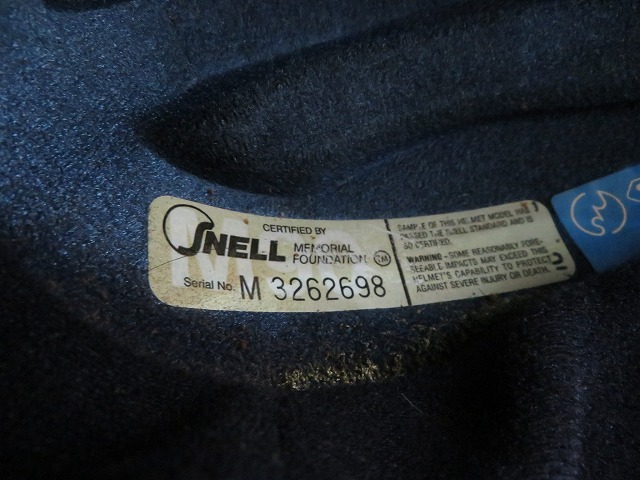 CERTIFIED BY
SNELL
MEMORIAL
FOUNDATION
Serial No. M 3262698
SAMPLE OF THIS HELMET MODEL HAS
PASSED THE SNELL STANDARD AND IS
SO CERTIFIED.
WARNING - SOME REASONABLY FORE-
SEEABLE IMPACTS MAY EXCEED THIS
HELMET'S CAPABILITY TO PROTECT
AGAINST SEVERE INJURY OR DEATH.